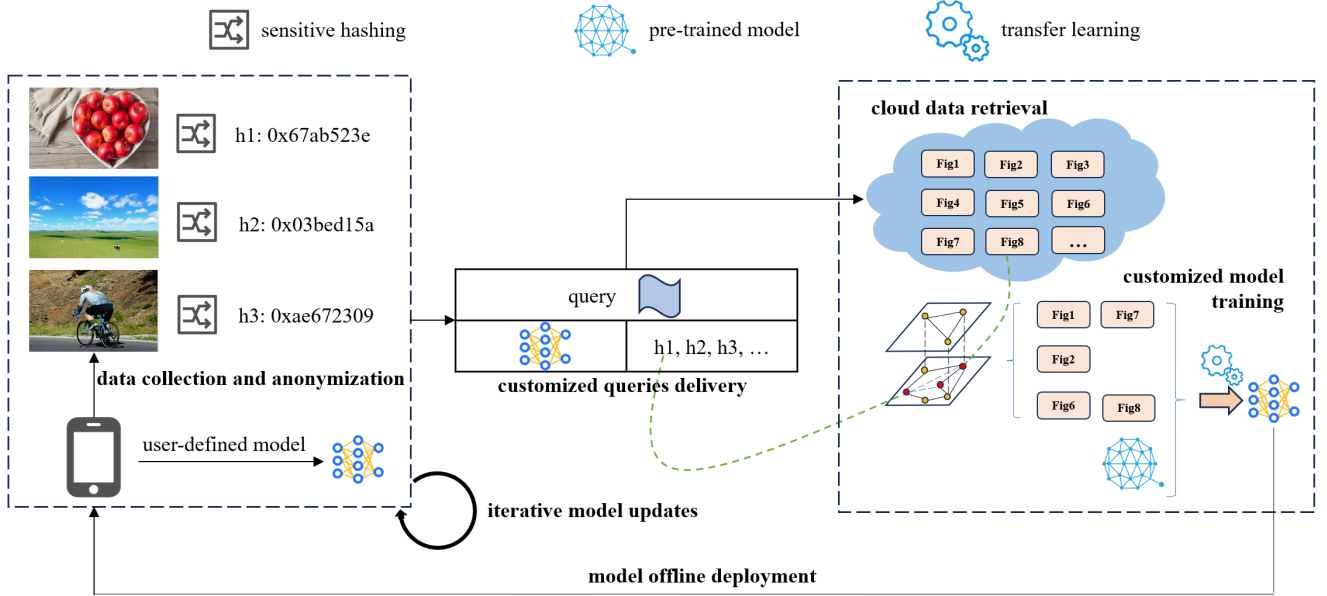 sensitive hashing
pre-trained model
transfer learning
h1: 0x67ab523e
h2: 0x03bed15a
h3: 0xae672309
data collection and anonymization
user-defined model
iterative model updates
query
h1, h2, h3, …
customized queries delivery
cloud data retrieval
Fig1 Fig2 Fig3
Fig4 Fig5 Fig6
Fig7 Fig8 …
customized model
training
Fig1 Fig7
Fig2
Fig6 Fig8
model offline deployment